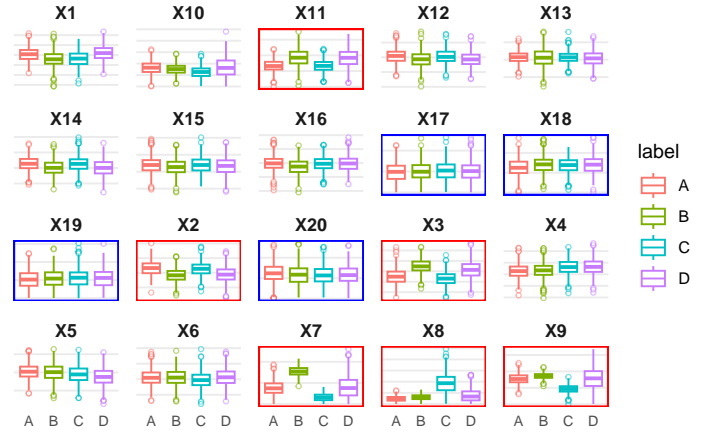 X1 X10 X11 X12 X13
X14 X15 X16 X17 X18
label
A
B
C
D
X19 X2 X20 X3 X4
X5 X6 X7 X8 X9
A B C D A B C D A B C D A B C D A B C D